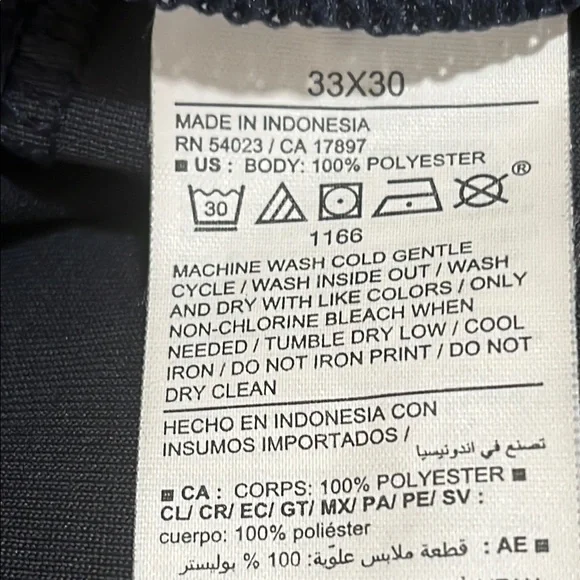 33X30
MADE IN INDONESIA
RN 54023 / CA 17897
US : BODY: 100% POLYESTER
30 ®
1166
MACHINE WASH COLD GENTLE
CYCLE / WASH INSIDE OUT / WASH
AND DRY WITH LIKE COLORS / ONLY
NON-CHLORINE BLEACH WHEN
NEEDED / TUMBLE DRY LOW / COOL
IRON / DO NOT IRON PRINT / DO NOT
DRY CLEAN
HECHO EN INDONESIA CON
INSUMOS IMPORTADOS /
تصنع في اندونيسيا
CA : CORPS: 100% POLYESTER
CL/ CR/ EC/ GT/ MX/ PA/ PE/ SV :
cuerpo: 100% poliéster
AE : قطعة ملابس علوية: 100 % بوليستر